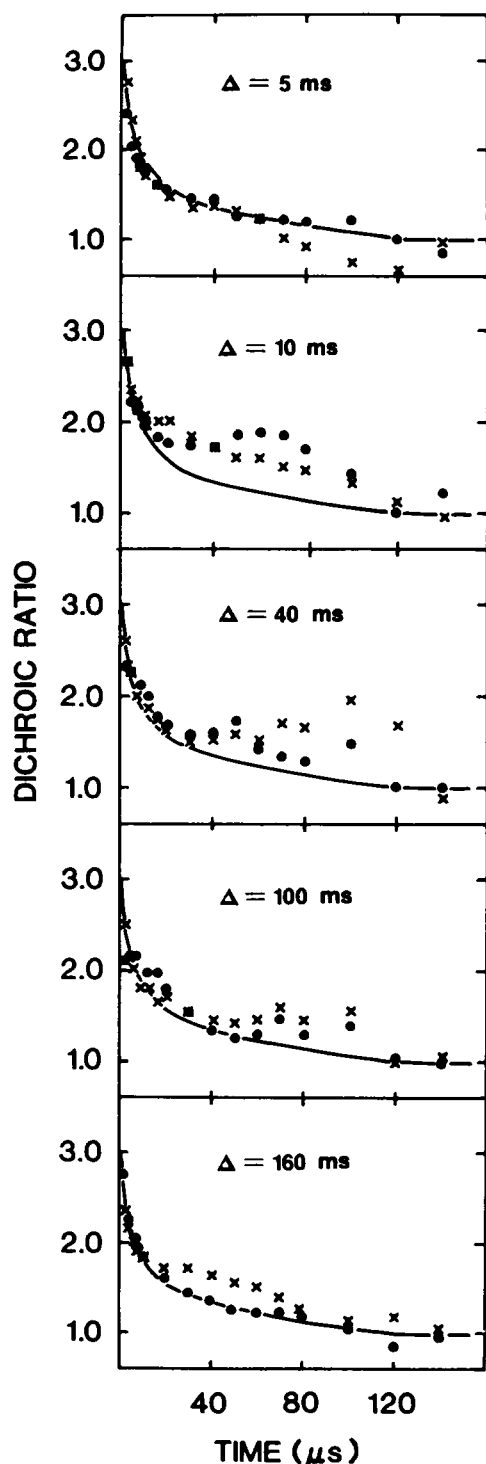 3.0
Δ = 5 ms
2.0
1.0
3.0
Δ = 10 ms
2.0
1.0
DICHROIC RATIO
3.0
Δ = 40 ms
2.0
1.0
3.0
Δ = 100 ms
2.0
1.0
3.0
Δ = 160 ms
2.0
1.0
40 80 120
TIME (μs)